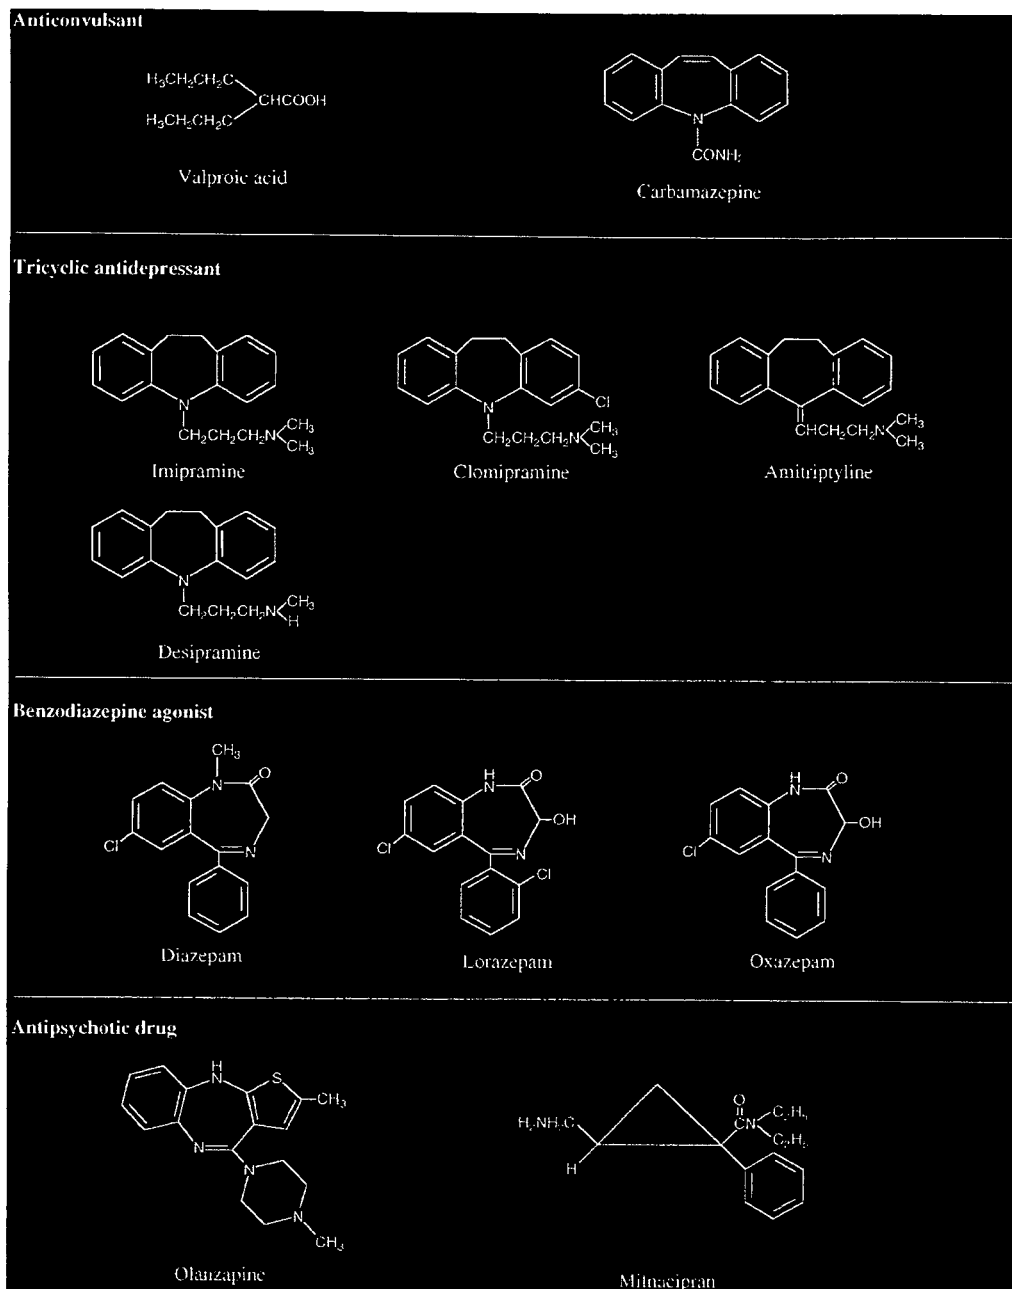 Anticonvulsant
H₃CH₂CH₂C
CHCOOH
H₃CH₂CH₂C
Valproic acid
N
CONH₂
Carbamazepine
Tricyclic antidepressant
N
CH₂CH₂CH₂N
CH₃
CH₃
Imipramine
Cl
N
CH₂CH₂CH₂N
CH₃
CH₃
Clomipramine
CHCH₂CH₂N
CH₃
CH₃
Amitriptyline
N
CH₂CH₂CH₂N
CH₃
H
Desipramine
Benzodiazepine agonist
CH₃
N
O
Cl
N
Diazepam
H
N
O
OH
Cl
N
Cl
Lorazepam
H
N
O
OH
Cl
N
Oxazepam
Antipsychotic drug
H
N
S
CH₃
N
N
N
CH₃
Olanzapine
O
CN
C₂H₅
H
Milnacipran